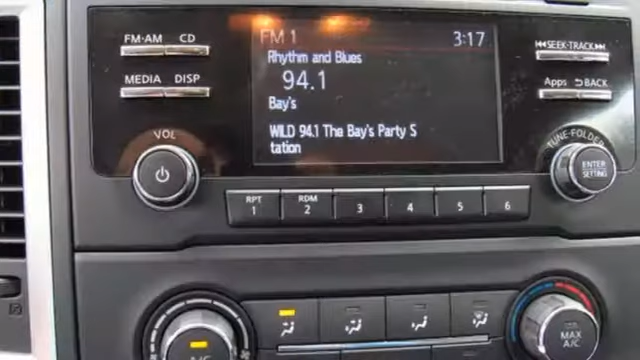 FM·AM CD
MEDIA DISP
VOL
FM 1 3:17
Rhythm and Blues
94.1
Bay's
WILD 94.1 The Bay's Party S
tation
SEEK·TRACK
Apps BACK
TUNE·FOLDER
ENTER
SETTING
RPT
1
RDM
2
3
4
5
6
A/C
MAX
A/C